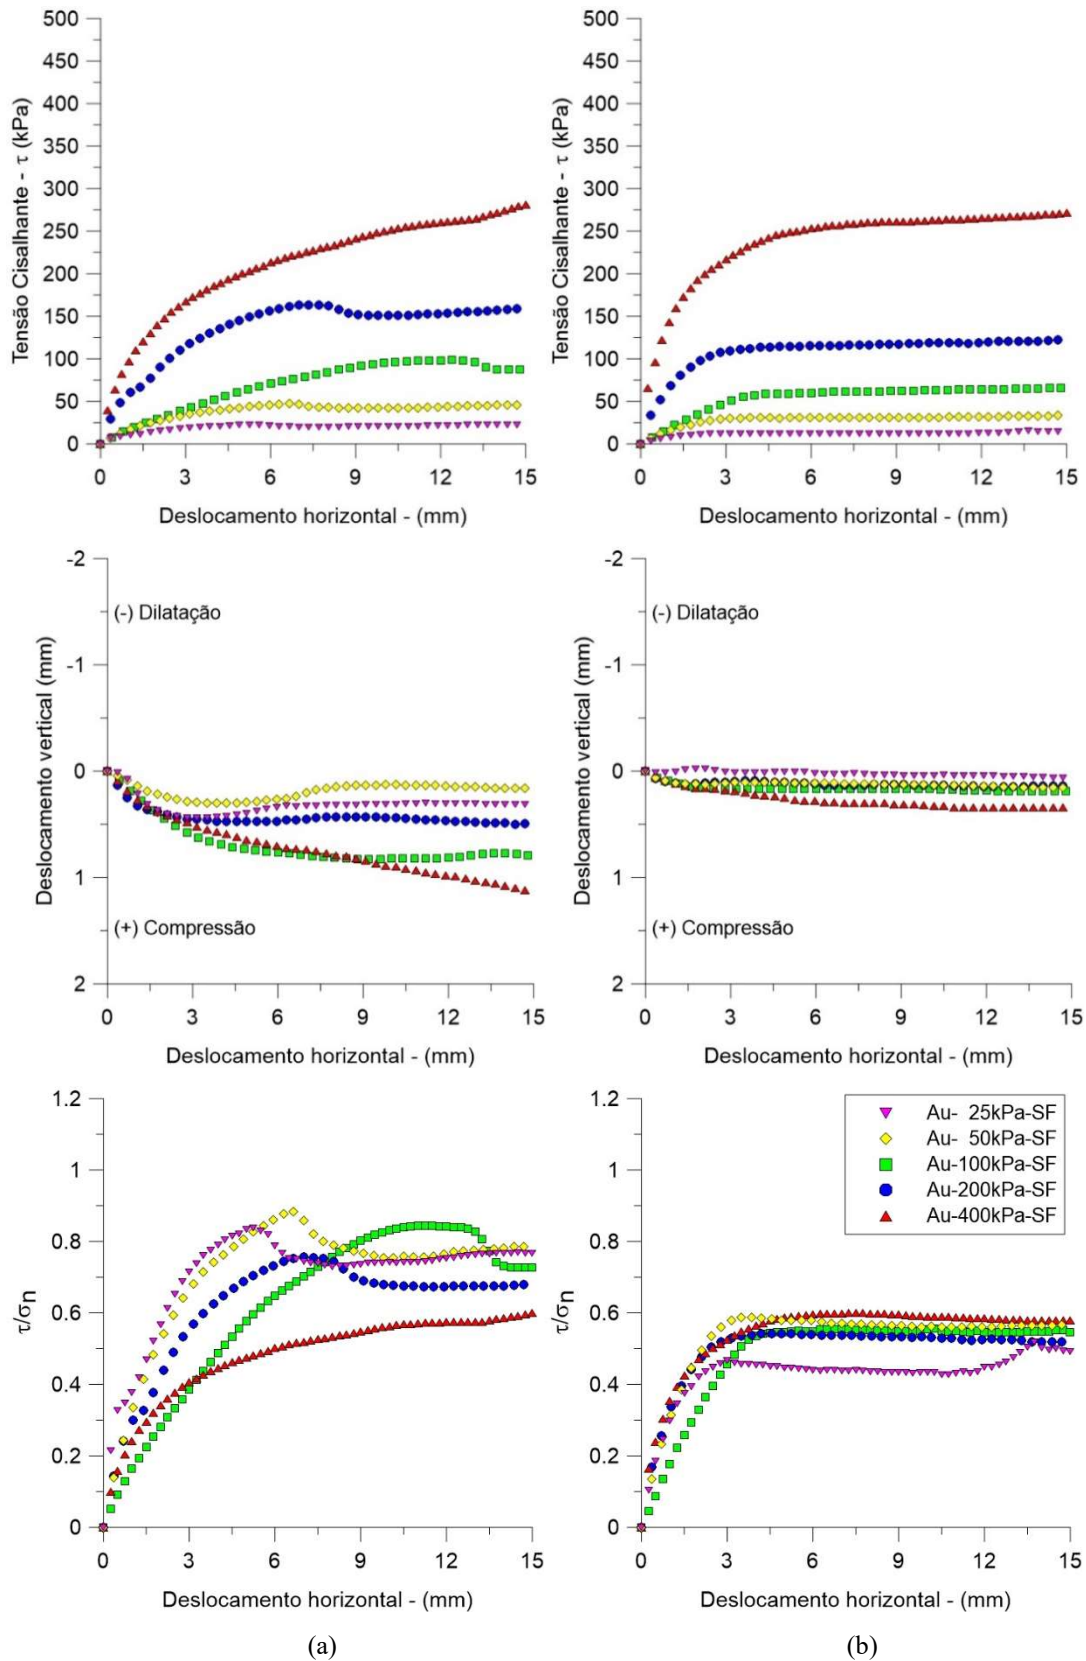 500
450
400
350
300
250
200
150
100
50
0
Tensão Cisalhante - τ (kPa)
0 3 6 9 12 15
Deslocamento horizontal - (mm)
500
450
400
350
300
250
200
150
100
50
0
Tensão Cisalhante - τ (kPa)
0 3 6 9 12 15
Deslocamento horizontal - (mm)
-2
-1
0
1
2
Deslocamento vertical (mm)
(-) Dilatação
(+) Compressão
0 3 6 9 12 15
Deslocamento horizontal - (mm)
-2
-1
0
1
2
Deslocamento vertical (mm)
(-) Dilatação
(+) Compressão
0 3 6 9 12 15
Deslocamento horizontal - (mm)
1.2
1
0.8
0.6
0.4
0.2
0
τ/σn
0 3 6 9 12 15
Deslocamento horizontal - (mm)
(a)
1.2
1
0.8
0.6
0.4
0.2
0
τ/σn
Au- 25kPa-SF
Au- 50kPa-SF
Au-100kPa-SF
Au-200kPa-SF
Au-400kPa-SF
0 3 6 9 12 15
Deslocamento horizontal - (mm)
(b)